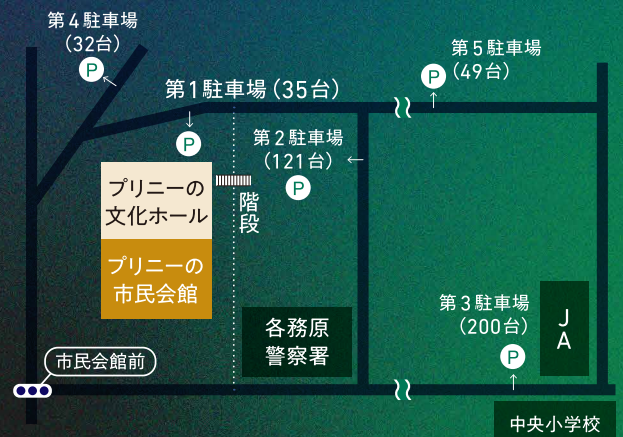 第4駐車場
(32台)
P
第1駐車場(35台)
P
第5駐車場
(49台)
P
第2駐車場
(121台)
P
階段
プリニーの
文化ホール
プリニーの
市民会館
各務原
警察署
第3駐車場
(200台)
P
JA
市民会館前
中央小学校